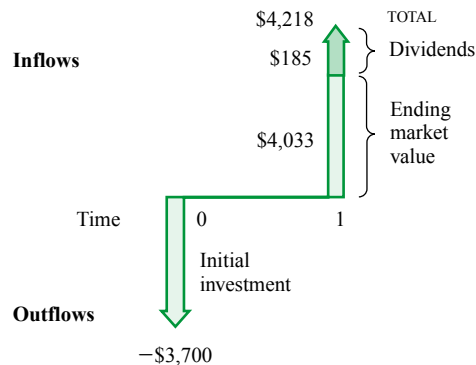 $4,218
TOTAL
Inflows
$185
Dividends
$4,033
Ending
market
value
Time
0
1
Initial
investment
Outflows
−$3,700